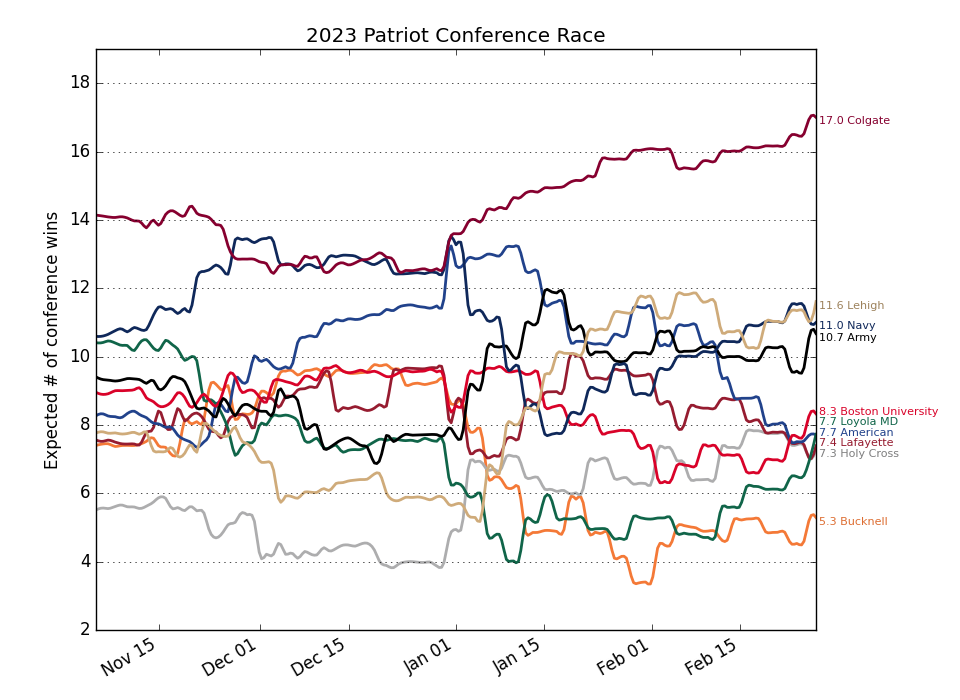 2023 Patriot Conference Race
Expected # of conference wins
18
16
14
12
10
8
6
4
2
Nov 15
Dec 01
Dec 15
Jan 01
Jan 15
Feb 01
Feb 15
17.0 Colgate
11.6 Lehigh
11.0 Navy
10.7 Army
8.3 Boston University
7.7 Loyola MD
7.7 American
7.4 Lafayette
7.3 Holy Cross
5.3 Bucknell